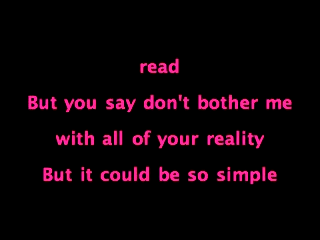 read
But you say don't bother me
with all of your reality
But it could be so simple